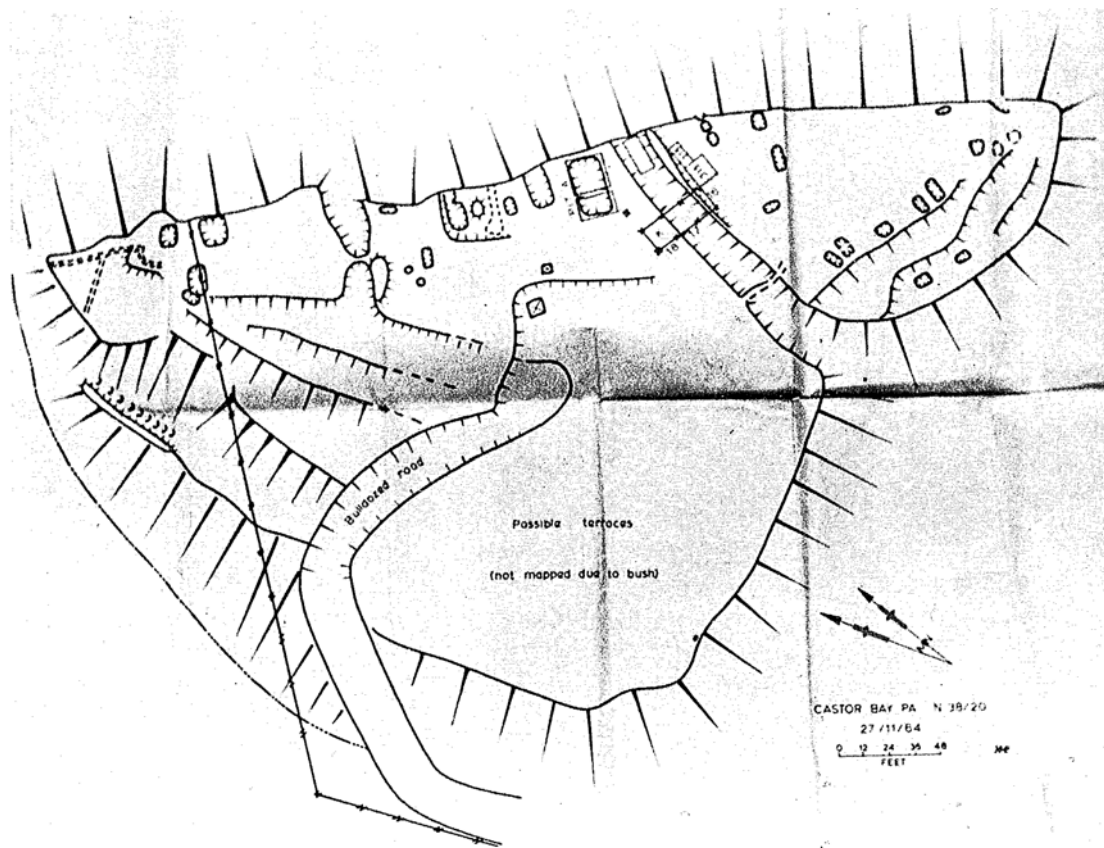 Bulldozed road
Possible terraces
(not mapped due to bush)
CASTOR BAY PA N 38/20
27/11/64
0 12 24 36 48
FEET